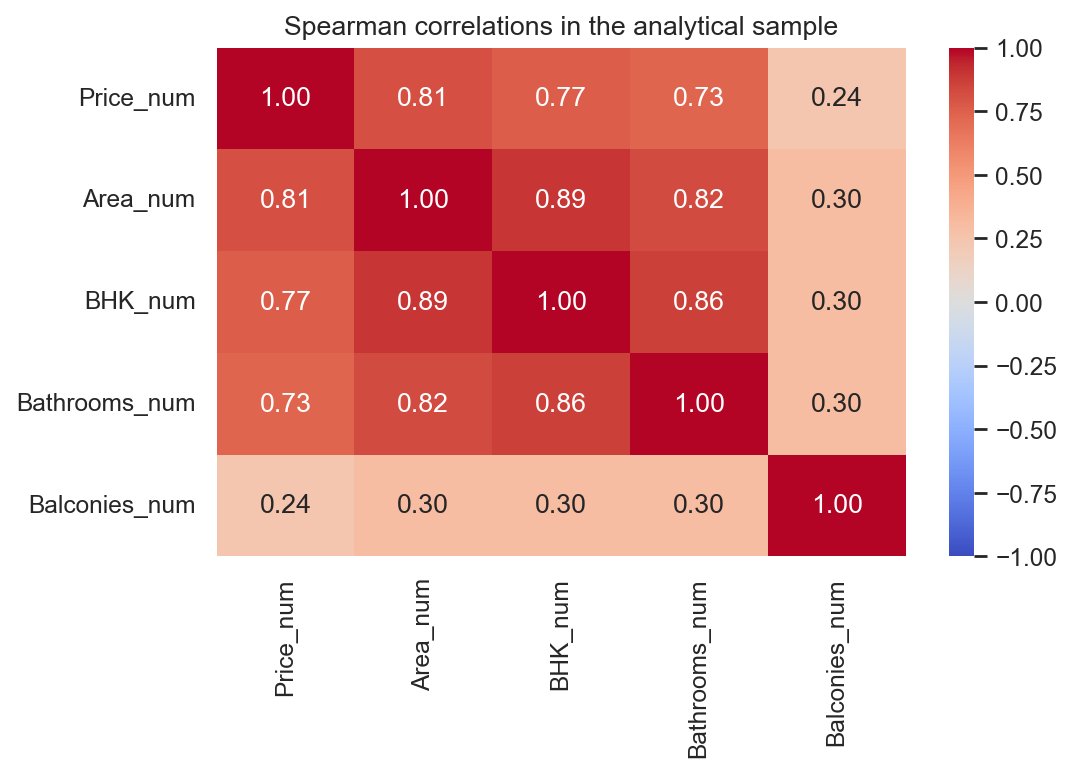 Spearman correlations in the analytical sample
Price_num 1.00 0.81 0.77 0.73 0.24
Area_num 0.81 1.00 0.89 0.82 0.30
BHK_num 0.77 0.89 1.00 0.86 0.30
Bathrooms_num 0.73 0.82 0.86 1.00 0.30
Balconies_num 0.24 0.30 0.30 0.30 1.00
Price_num
Area_num
BHK_num
Bathrooms_num
Balconies_num
1.00
0.75
0.50
0.25
0.00
−0.25
−0.50
−0.75
−1.00